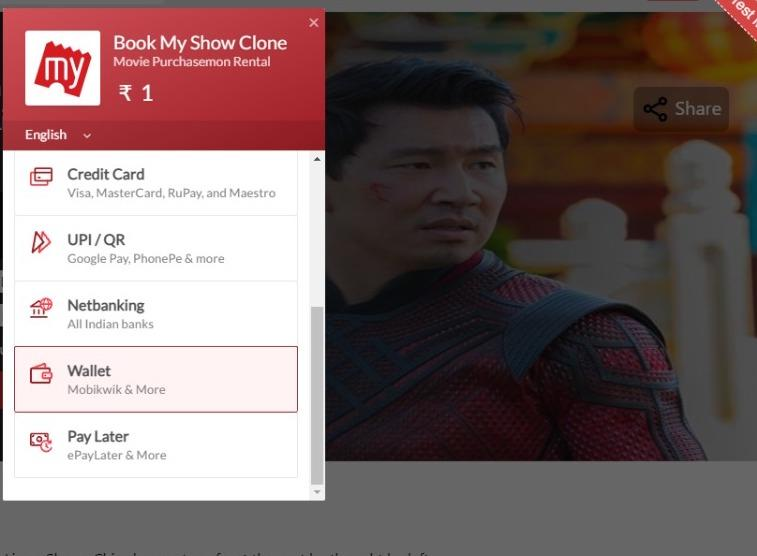 Book My Show Clone
Movie Purchasemon Rental
₹ 1
my
English
Share
Credit Card
Visa, MasterCard, RuPay, and Maestro
UPI / QR
Google Pay, PhonePe & more
Netbanking
All Indian banks
Wallet
Mobikwik & More
Pay Later
ePayLater & More